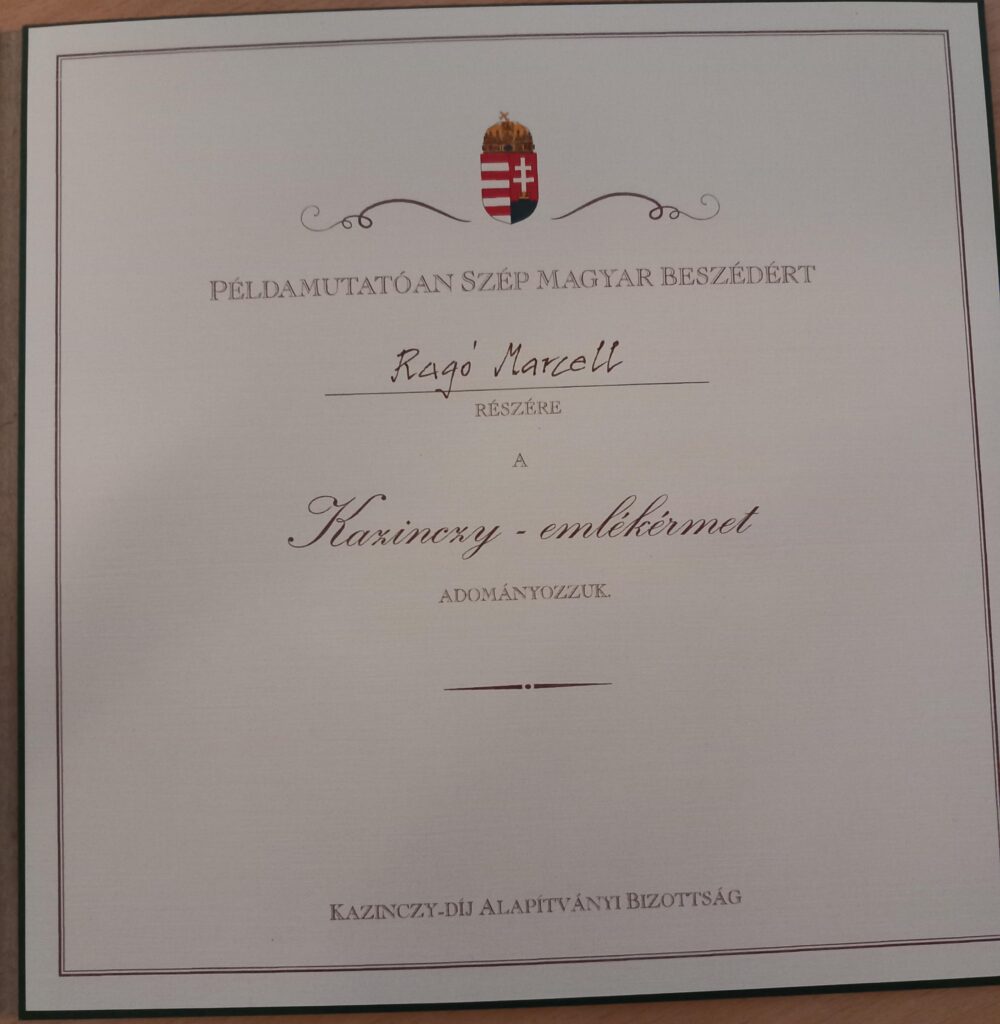 PÉLDAMUTATÓAN SZÉP MAGYAR BESZÉDÉRT
Ragó Marcell
RÉSZÉRE
A
Kazinczy - emlékérmet
ADOMÁNYOZZUK.
KAZINCZY-DÍJ ALAPÍTVÁNYI BIZOTTSÁG